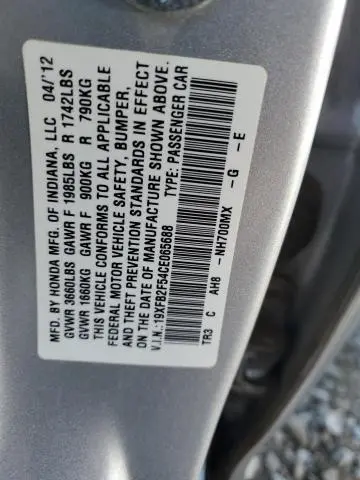 MFD. BY HONDA MFG. OF INDIANA, LLC 04/'12
GVWR 3660LBS GAWR F 1985LBS R 1742LBS
GVWR 1660KG GAWR F 900KG R 790KG
THIS VEHICLE CONFORMS TO ALL APPLICABLE
FEDERAL MOTOR VEHICLE SAFETY, BUMPER,
AND THEFT PREVENTION STANDARDS IN EFFECT
ON THE DATE OF MANUFACTURE SHOWN ABOVE.
V.I.N.:19XFB2F54CE065688 TYPE: PASSENGER CAR
TR3 C AH8 -NH700MIX -G -E